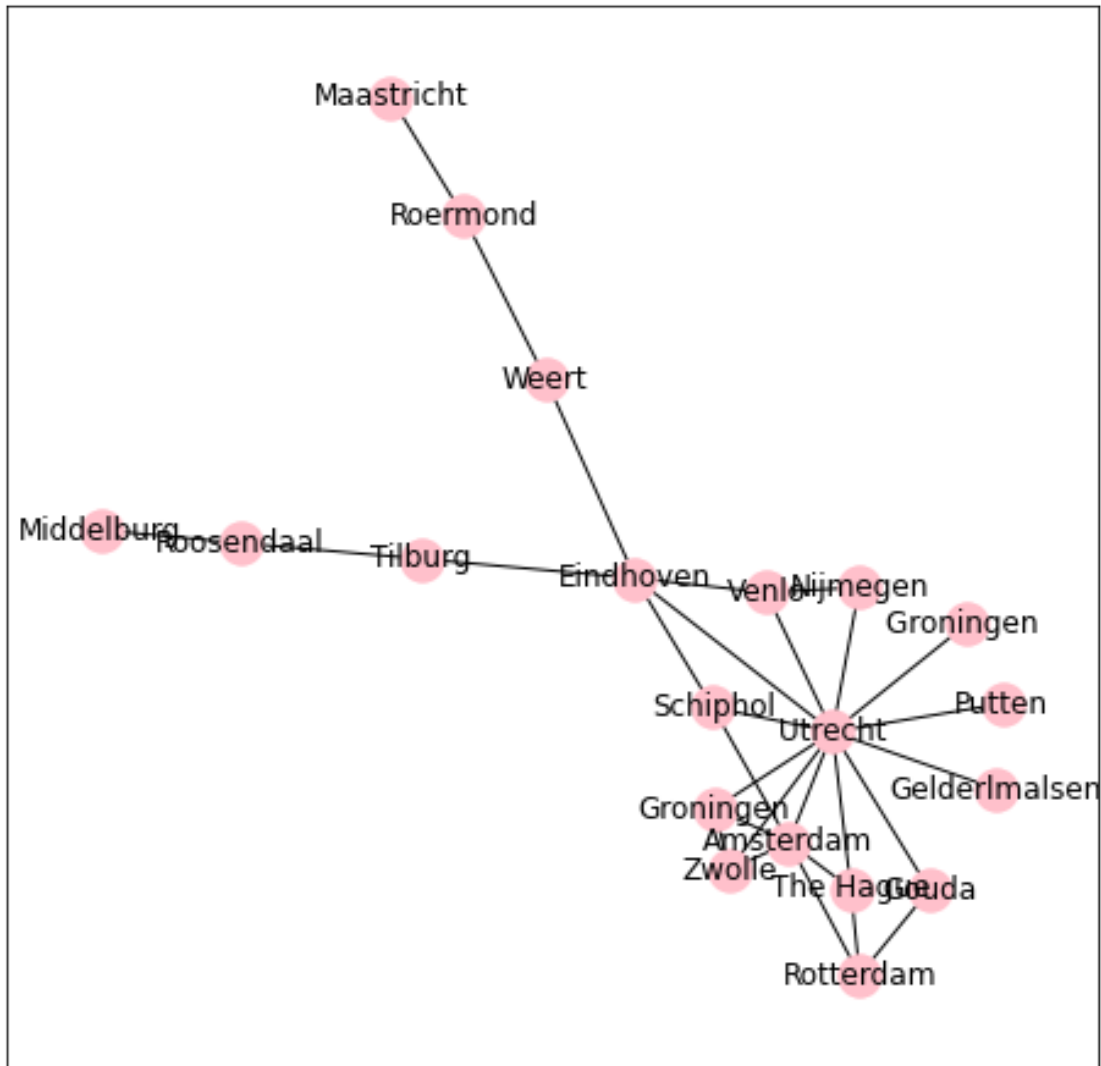 Maastricht
Roermond
Weert
Middelburg
Roosendaal
Tilburg
Eindhoven
Venlo
Nijmegen
Groningen
Schiphol
Putten
Utrecht
Gelderlmalsen
Groningen
Amsterdam
Zwolle
The Hague
Gouda
Rotterdam